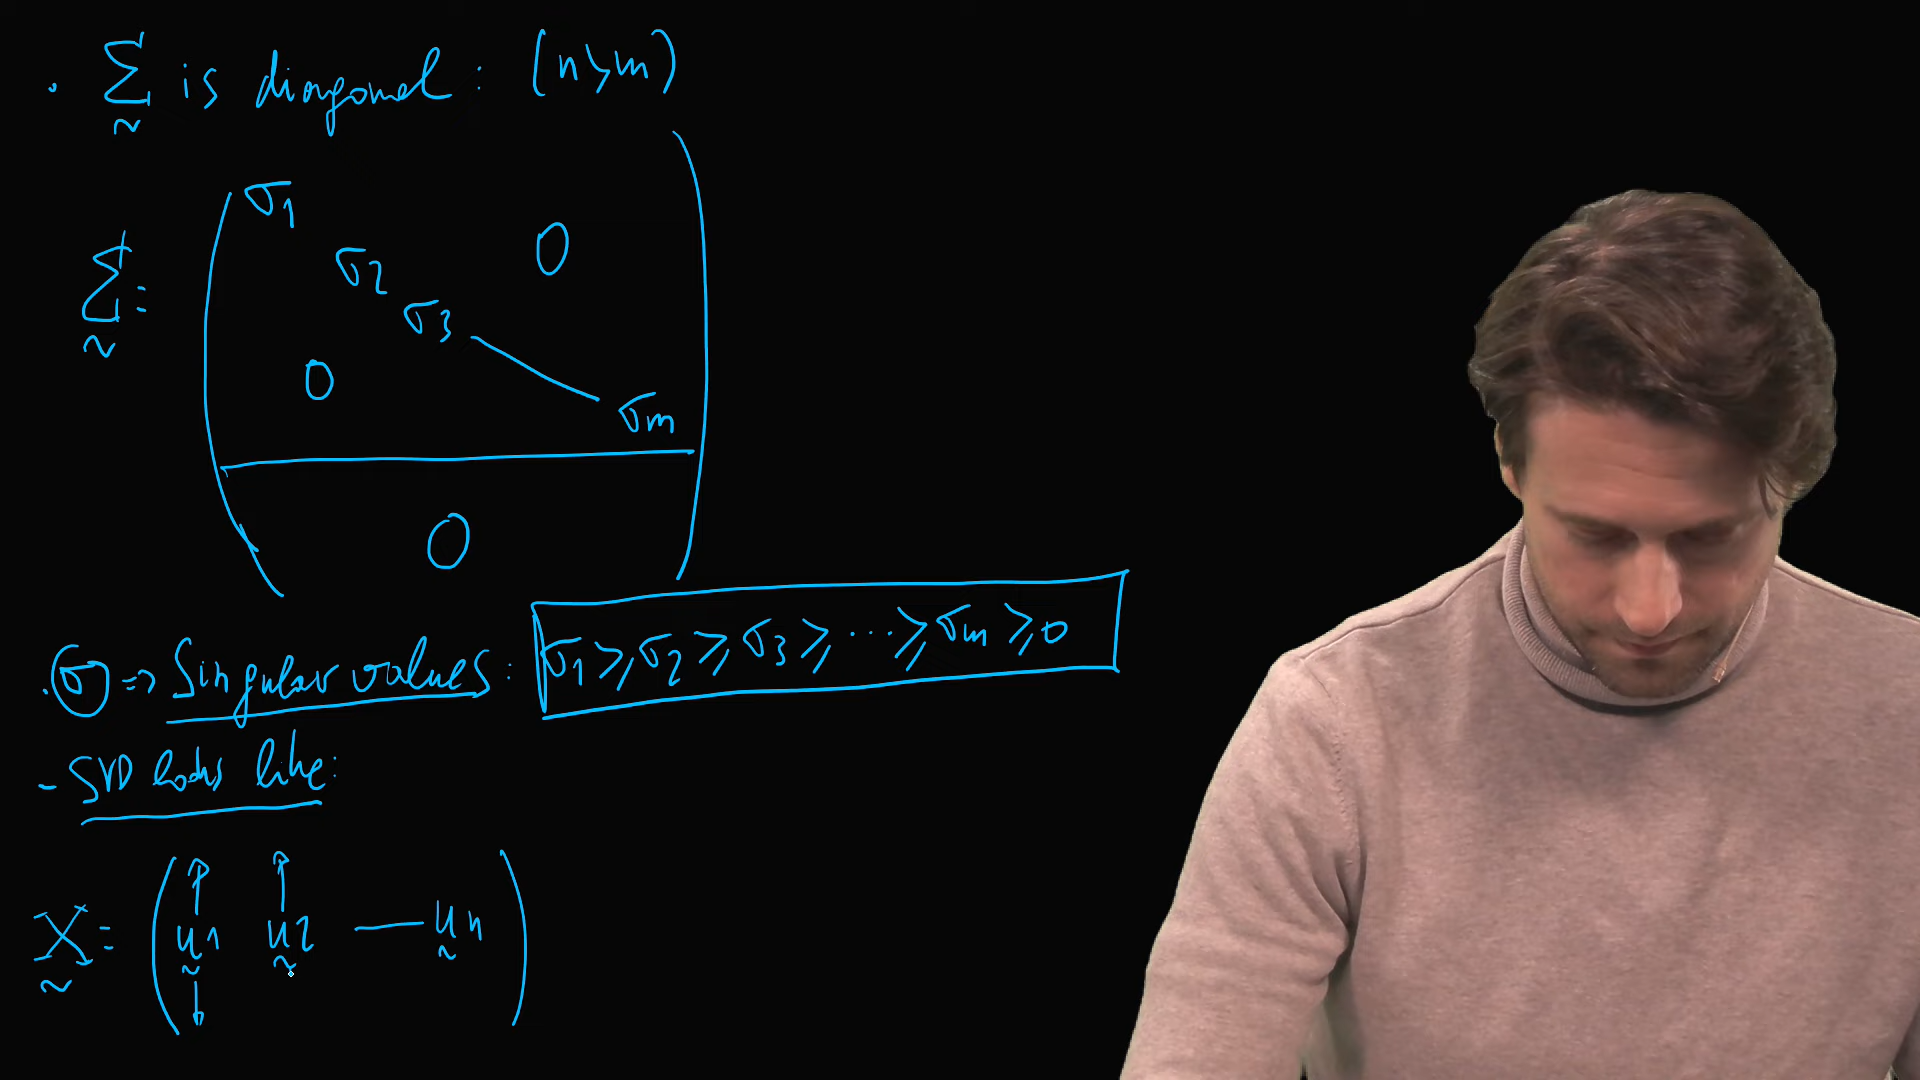 · Σ is diagonal : (n>m)
Σ = ( σ1 σ2 σ3 — σm 0 0 0 )
· σ => Singular values : σ1 ⩾ σ2 ⩾ σ3 ⩾ ... ⩾ σm ⩾ 0
- SVD looks like :
X = ( u1 u2 — un )